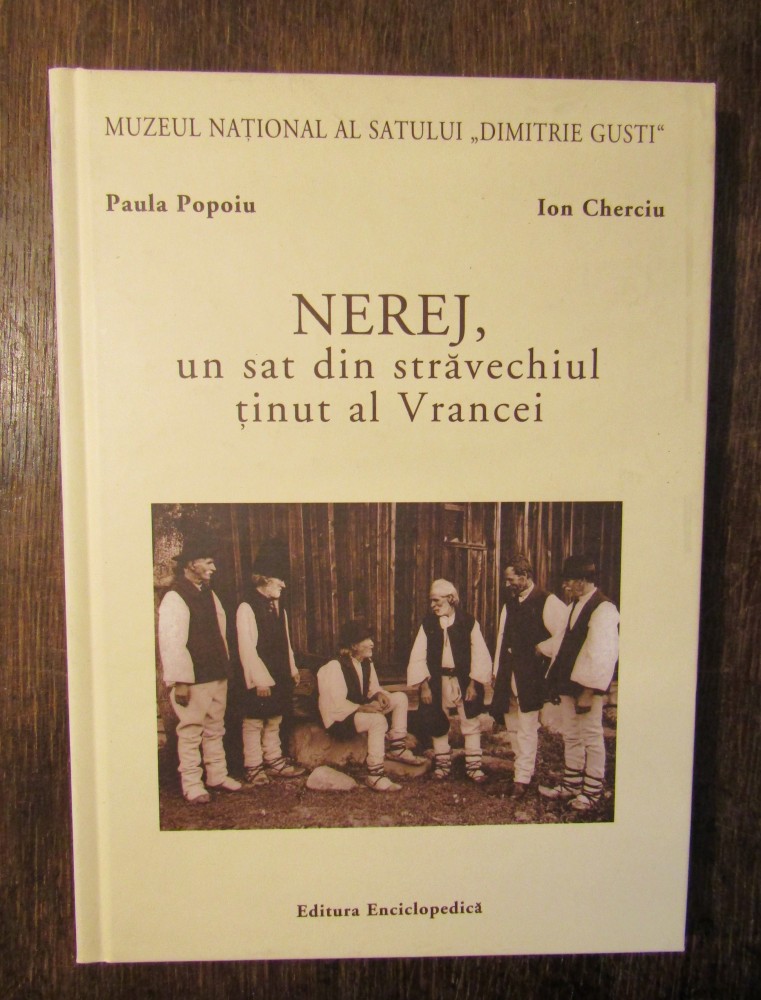 MUZEUL NAȚIONAL AL SATULUI „DIMITRIE GUSTI“
Paula Popoiu Ion Cherciu
NEREJ,
un sat din străvechiul
ținut al Vrancei
Editura Enciclopedică